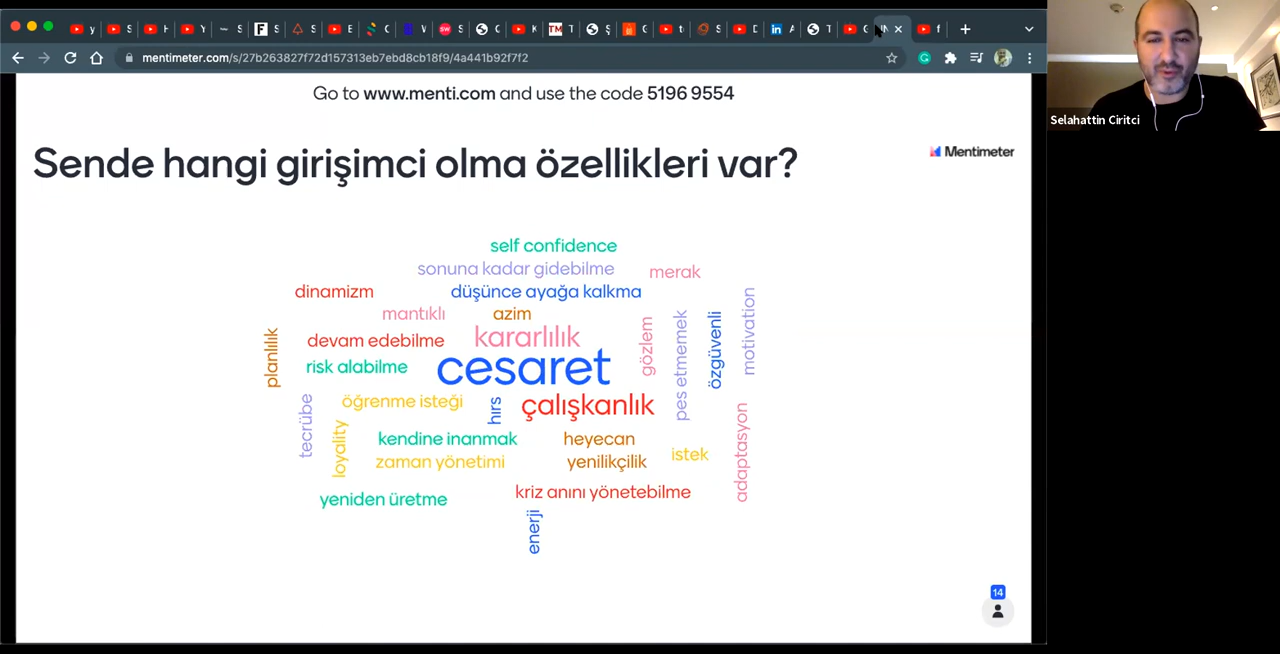 mentimeter.com/s/27b263827f72d157313eb7ebd8cb18f9/4a441b92f7f2
Go to www.menti.com and use the code 5196 9554
Selahattin Ciritci
Sende hangi girişimci olma özellikleri var?
Mentimeter
self confidence
sonuna kadar gidebilme
merak
dinamizm
düşünce ayağa kalkma
motivation
mantıklı
azim
gözlem
pes etmemek
özgüvenli
planlılık
devam edebilme
kararlılık
risk alabilme
cesaret
tecrübe
öğrenme isteği
hırs
çalışkanlık
adaptasyon
loyality
kendine inanmak
heyecan
zaman yönetimi
yenilikçilik
istek
yeniden üretme
kriz anını yönetebilme
enerji
14